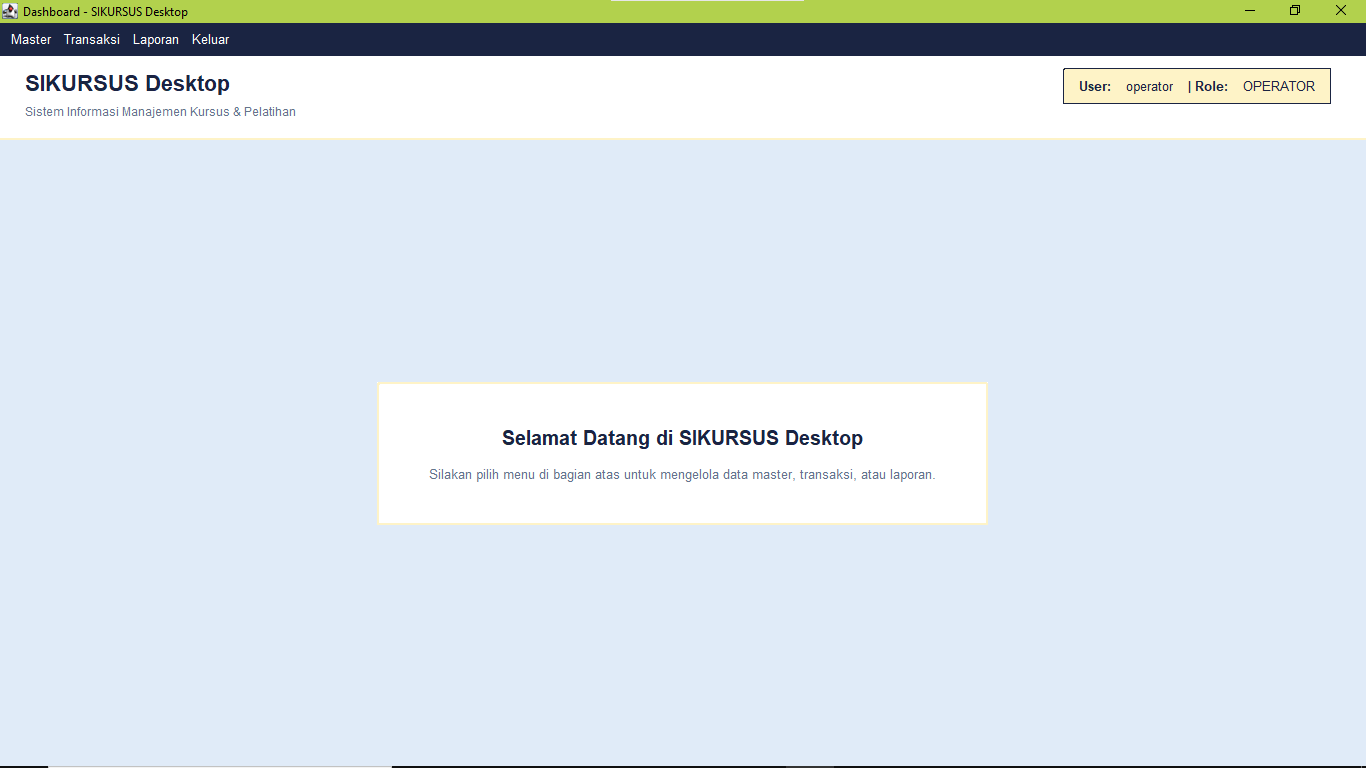 Dashboard - SIKURSUS Desktop
Master Transaksi Laporan Keluar
SIKURSUS Desktop
Sistem Informasi Manajemen Kursus & Pelatihan
User: operator | Role: OPERATOR
Selamat Datang di SIKURSUS Desktop
Silakan pilih menu di bagian atas untuk mengelola data master, transaksi, atau laporan.